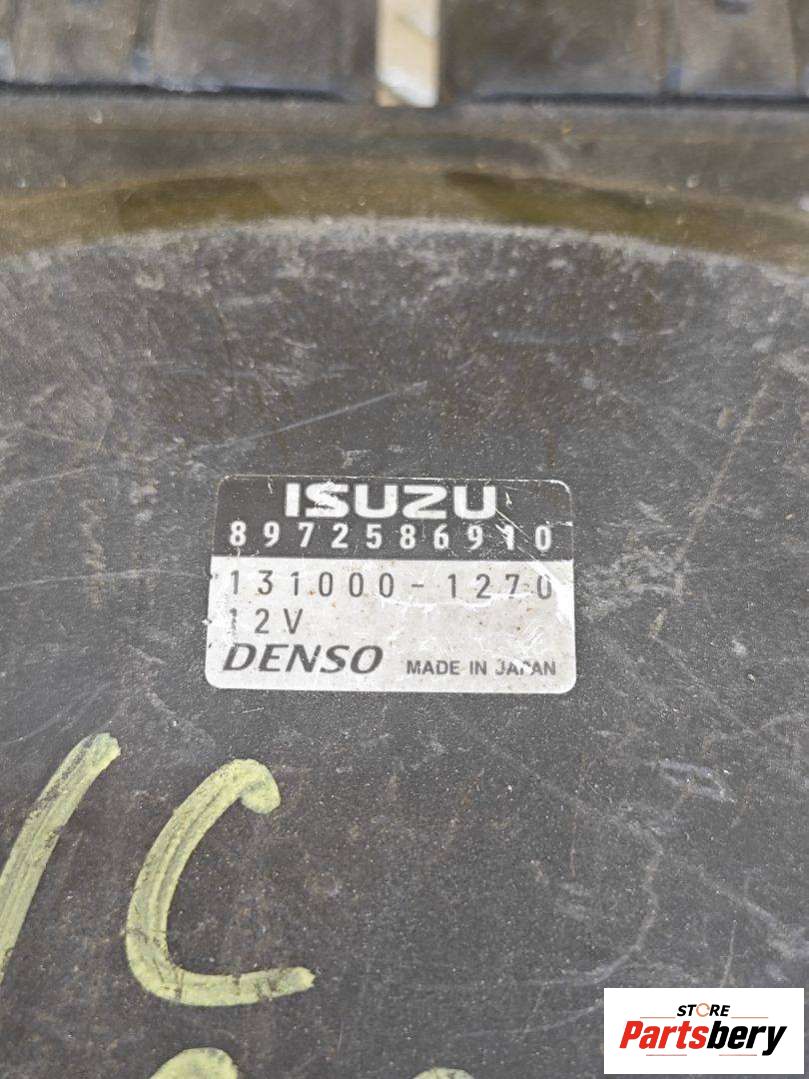 ISUZU
8972586910
131000-1270
12V
DENSO MADE IN JAPAN
/C
STORE
Partsbery